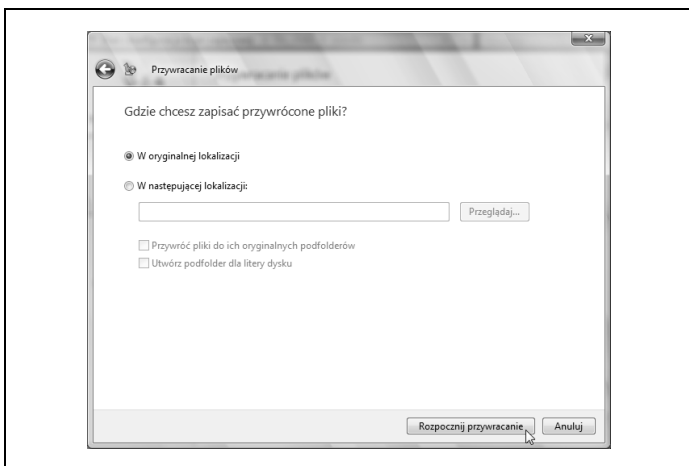 Przywracanie plików
Gdzie chcesz zapisać przywrócone pliki?
W oryginalnej lokalizacji
W następującej lokalizacji:
Przeglądaj...
Przywróć pliki do ich oryginalnych podfolderów
Utwórz podfolder dla litery dysku
Rozpocznij przywracanie
Anuluj